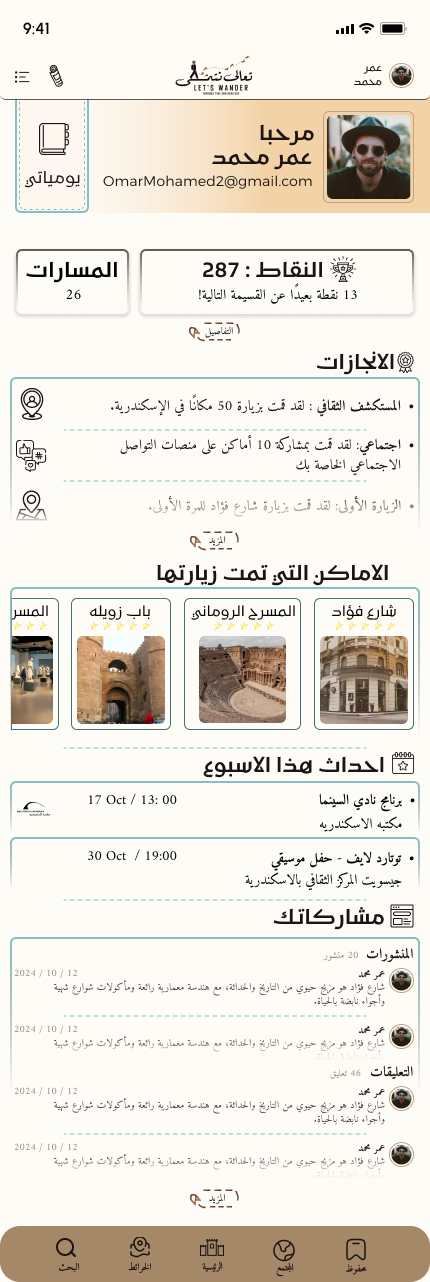 9:41
عمر
محمد
تعالى نتمشى
LET'S WANDER
مرحبا
عمر محمد
OmarMohamed2@gmail.com
يومياتي
النقاط : 287
13 نقطة بعيدًا عن القسيمة التالية!
المسارات
26
التفاصيل
الانجازات
• المستكشف الثقافي : لقد قمت بزيارة 50 مكانًا في الإسكندرية.
• اجتماعي: لقد قمت بمشاركة 10 أماكن على منصات التواصل
الاجتماعي الخاصة بك
• الزيارة الأولى: لقد قمت بزيارة شارع فؤاد للمرة الأولى.
المزيد
الاماكن التي تمت زيارتها
شارع فؤاد
المسرح الروماني
باب زويله
المسر
احداث هذا الاسبوع
• برنامج نادي السينما
17 Oct / 13: 00
مكتبه الاسكندريه
• توتارد لايف - حفل موسيقي
30 Oct / 19:00
جيسويت المركز الثقافي بالاسكندرية
مشاركاتك
المنشورات 20 منشور
عمر محمد
2024 / 10 / 12
شارع فؤاد هو مزيج حيوي من التاريخ والحداثة، مع هندسة معمارية رائعة ومأكولات شوارع شهية
وأجواء نابضة بالحياة.
عمر محمد
2024 / 10 / 12
شارع فؤاد هو مزيج حيوي من التاريخ والحداثة، مع هندسة معمارية رائعة ومأكولات شوارع شهية
وأجواء نابضة بالحياة.
التعليقات 46 تعليق
عمر محمد
2024 / 10 / 12
شارع فؤاد هو مزيج حيوي من التاريخ والحداثة، مع هندسة معمارية رائعة ومأكولات شوارع شهية
وأجواء نابضة بالحياة.
عمر محمد
2024 / 10 / 12
شارع فؤاد هو مزيج حيوي من التاريخ والحداثة، مع هندسة معمارية رائعة ومأكولات شوارع شهية
وأجواء نابضة بالحياة.
المزيد
محفوظ
المجتمع
الرئيسية
الخرائط
البحث